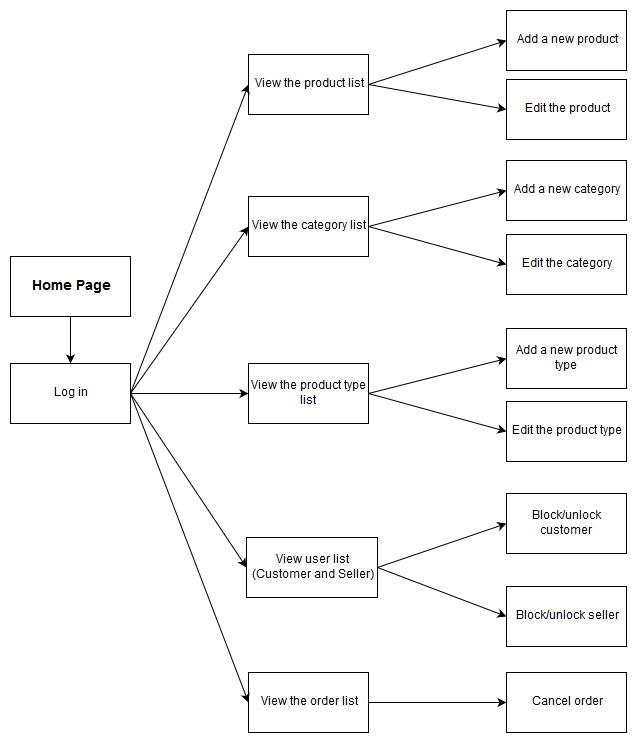 Home Page
Log in
View the product list
Add a new product
Edit the product
View the category list
Add a new category
Edit the category
View the product type
list
Add a new product
type
Edit the product type
View user list
(Customer and Seller)
Block/unlock
customer
Block/unlock seller
View the order list
Cancel order